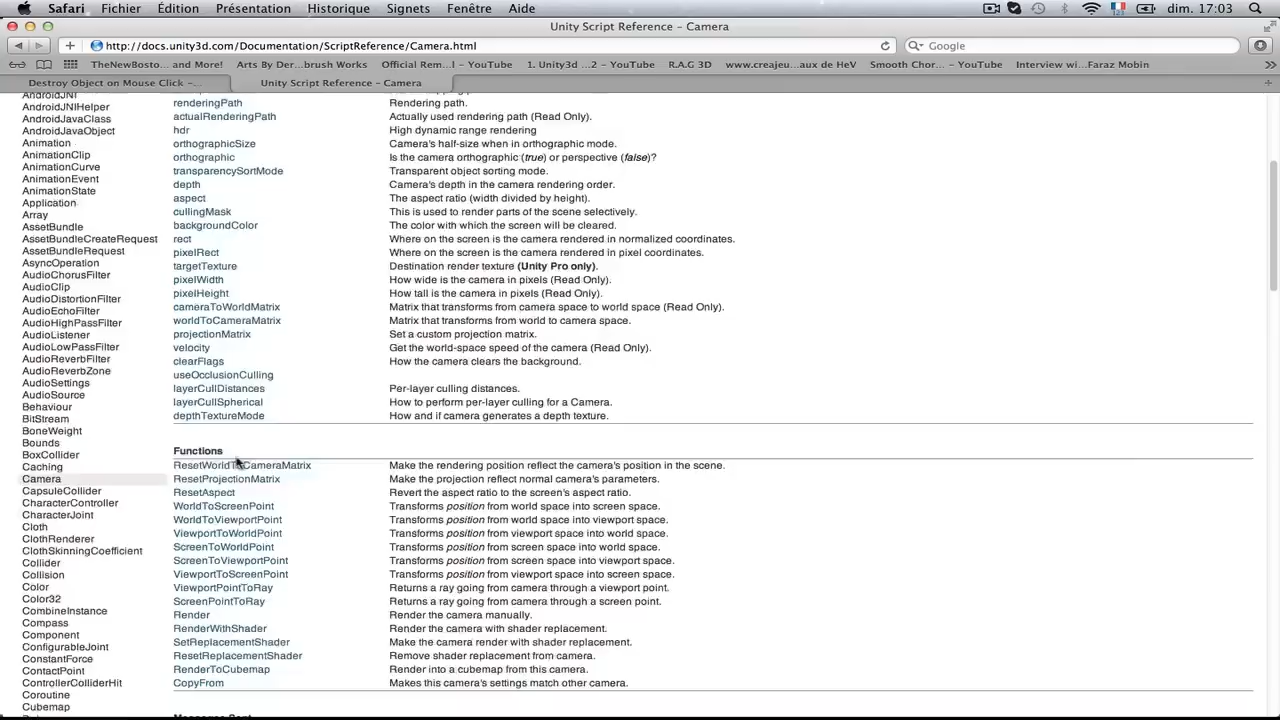 Safari Fichier Édition Présentation Historique Signets Fenêtre Aide dim. 17:03
Unity Script Reference – Camera
http://docs.unity3d.com/Documentation/ScriptReference/Camera.html Google
TheNewBosto... and More! Arts By Der...brush Works Official Rem...l – YouTube 1. Unity3d ...2 – YouTube R.A.G 3D www.creajeu...aux de HeV Smooth Chor... – YouTube Interview wi...Faraz Mobin
Destroy Object on Mouse Click –... Unity Script Reference – Camera
AndroidJNI
AndroidJNIHelper
AndroidJavaClass
AndroidJavaObject
Animation
AnimationClip
AnimationCurve
AnimationEvent
AnimationState
Application
Array
AssetBundle
AssetBundleCreateRequest
AssetBundleRequest
AsyncOperation
AudioChorusFilter
AudioClip
AudioDistortionFilter
AudioEchoFilter
AudioHighPassFilter
AudioListener
AudioLowPassFilter
AudioReverbFilter
AudioReverbZone
AudioSettings
AudioSource
Behaviour
BitStream
BoneWeight
Bounds
BoxCollider
Caching
Camera
CapsuleCollider
CharacterController
CharacterJoint
Cloth
ClothRenderer
ClothSkinningCoefficient
Collider
Collision
Color
Color32
CombineInstance
Compass
Component
ConfigurableJoint
ConstantForce
ContactPoint
ControllerColliderHit
Coroutine
Cubemap
renderingPath Rendering path.
actualRenderingPath Actually used rendering path (Read Only).
hdr High dynamic range rendering
orthographicSize Camera's half-size when in orthographic mode.
orthographic Is the camera orthographic (true) or perspective (false)?
transparencySortMode Transparent object sorting mode.
depth Camera's depth in the camera rendering order.
aspect The aspect ratio (width divided by height).
cullingMask This is used to render parts of the scene selectively.
backgroundColor The color with which the screen will be cleared.
rect Where on the screen is the camera rendered in normalized coordinates.
pixelRect Where on the screen is the camera rendered in pixel coordinates.
targetTexture Destination render texture (Unity Pro only).
pixelWidth How wide is the camera in pixels (Read Only).
pixelHeight How tall is the camera in pixels (Read Only).
cameraToWorldMatrix Matrix that transforms from camera space to world space (Read Only).
worldToCameraMatrix Matrix that transforms from world to camera space.
projectionMatrix Set a custom projection matrix.
velocity Get the world-space speed of the camera (Read Only).
clearFlags How the camera clears the background.
useOcclusionCulling
layerCullDistances Per-layer culling distances.
layerCullSpherical How to perform per-layer culling for a Camera.
depthTextureMode How and if camera generates a depth texture.
Functions
ResetWorldToCameraMatrix Make the rendering position reflect the camera's position in the scene.
ResetProjectionMatrix Make the projection reflect normal camera's parameters.
ResetAspect Revert the aspect ratio to the screen's aspect ratio.
WorldToScreenPoint Transforms position from world space into screen space.
WorldToViewportPoint Transforms position from world space into viewport space.
ViewportToWorldPoint Transforms position from viewport space into world space.
ScreenToWorldPoint Transforms position from screen space into world space.
ScreenToViewportPoint Transforms position from screen space into viewport space.
ViewportToScreenPoint Transforms position from viewport space into screen space.
ViewportPointToRay Returns a ray going from camera through a viewport point.
ScreenPointToRay Returns a ray going from camera through a screen point.
Render Render the camera manually.
RenderWithShader Render the camera with shader replacement.
SetReplacementShader Make the camera render with shader replacement.
ResetReplacementShader Remove shader replacement from camera.
RenderToCubemap Render into a cubemap from this camera.
CopyFrom Makes this camera's settings match other camera.